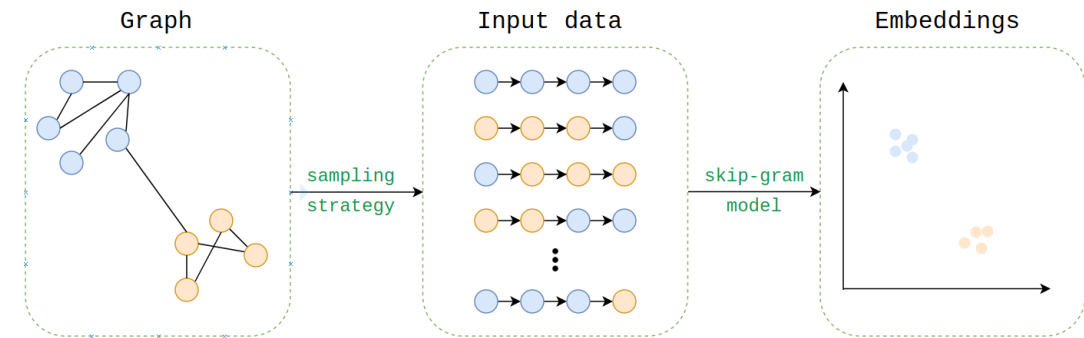 Graph
Input data
Embeddings
sampling
strategy
skip-gram
model